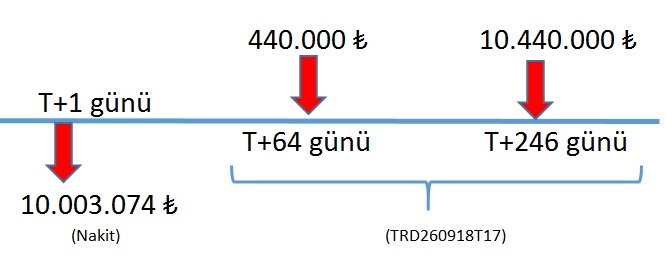 440.000 ₺
10.440.000 ₺
T+1 günü
T+64 günü
T+246 günü
10.003.074 ₺
(Nakit)
(TRD260918T17)